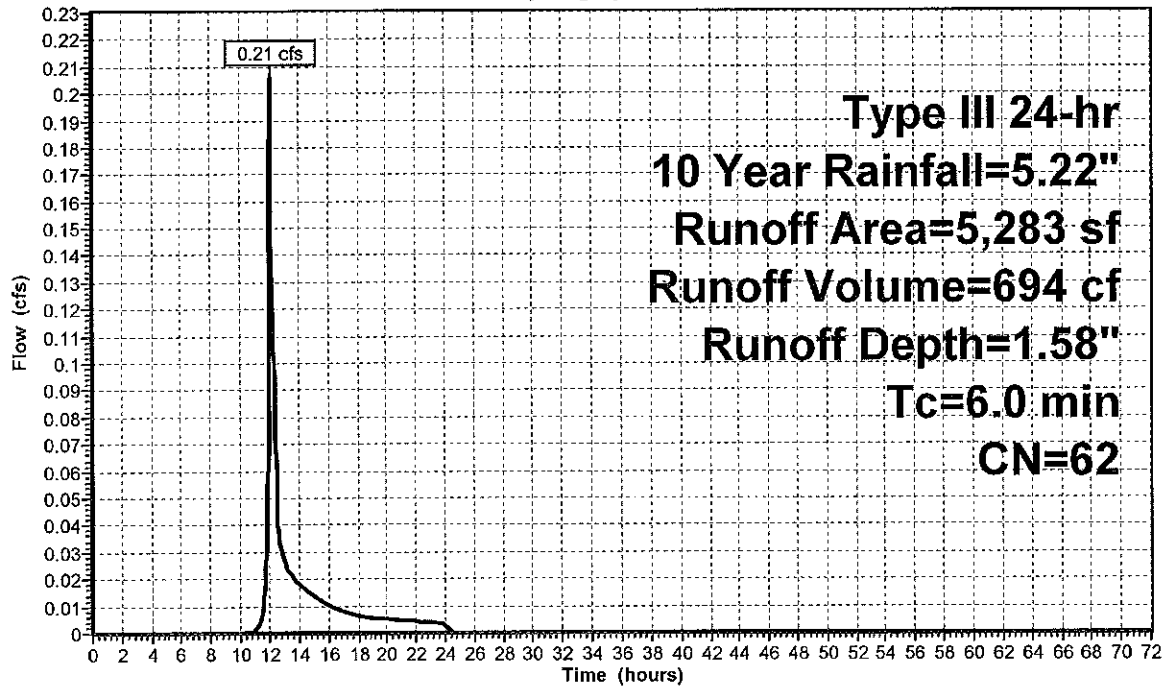 0.23
0.22
0.21
0.2
0.19
0.18
0.17
0.16
0.15
0.14
0.13
0.12
0.11
0.1
0.09
0.08
0.07
0.06
0.05
0.04
0.03
0.02
0.01
0
Flow (cfs)
0.21 cfs
Type III 24-hr
10 Year Rainfall=5.22"
Runoff Area=5,283 sf
Runoff Volume=694 cf
Runoff Depth=1.58"
Tc=6.0 min
CN=62
0 2 4 6 8 10 12 14 16 18 20 22 24 26 28 30 32 34 36 38 40 42 44 46 48 50 52 54 56 58 60 62 64 66 68 70 72
Time (hours)